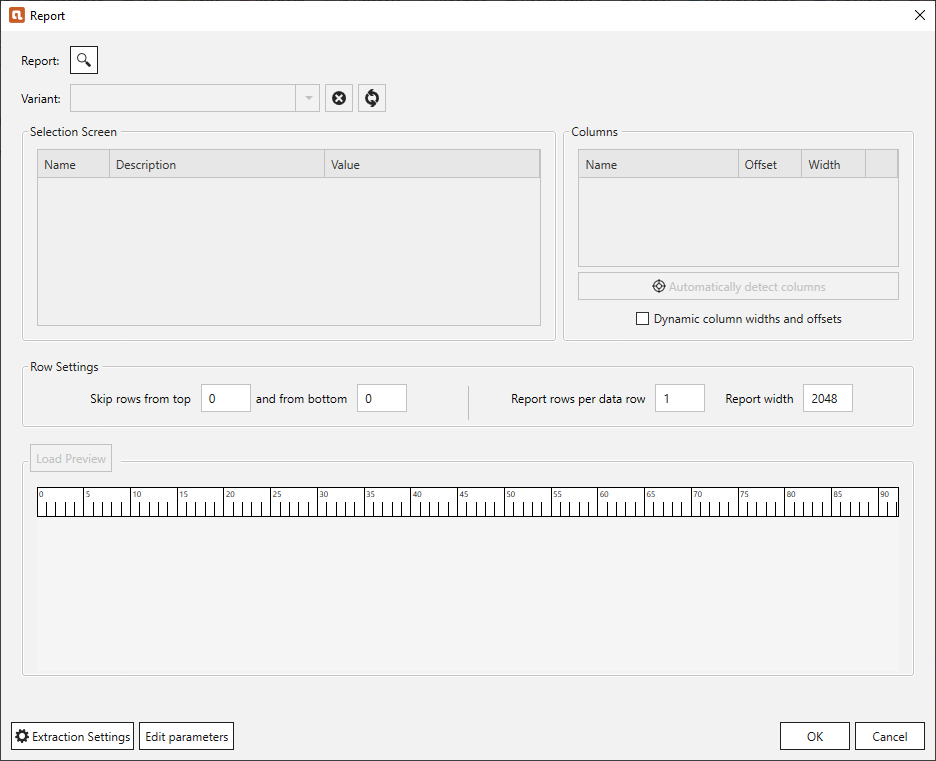 Report
Report:
Variant:
Selection Screen
Name Description Value
Columns
Name Offset Width
Automatically detect columns
Dynamic column widths and offsets
Row Settings
Skip rows from top 0 and from bottom 0 Report rows per data row 1 Report width 2048
Load Preview
0 5 10 15 20 25 30 35 40 45 50 55 60 65 70 75 80 85 90
Extraction Settings Edit parameters OK Cancel